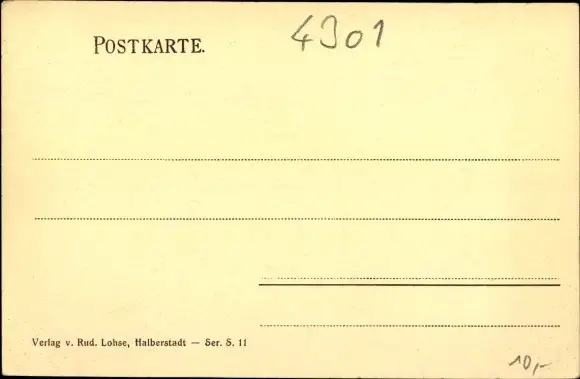 POSTKARTE.
4301
Verlag v. Rud. Lohse, Halberstadt — Ser. S. 11
10,-